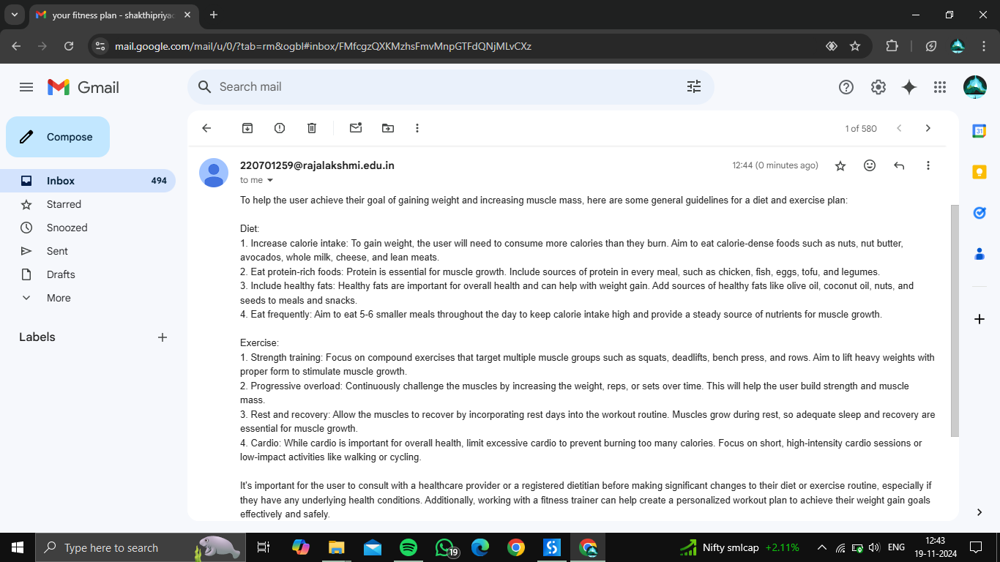 your fitness plan - shakthipriya
mail.google.com/mail/u/0/?tab=rm&ogbl#inbox/FMfcgzQXKMzhsFmvMnpGTFdQNjMLvCXz
Gmail
Search mail
Compose
1 of 580
Inbox 494
Starred
Snoozed
Sent
Drafts
More
Labels
220701259@rajalakshmi.edu.in
12:44 (0 minutes ago)
to me
To help the user achieve their goal of gaining weight and increasing muscle mass, here are some general guidelines for a diet and exercise plan:
Diet:
1. Increase calorie intake: To gain weight, the user will need to consume more calories than they burn. Aim to eat calorie-dense foods such as nuts, nut butter,
avocados, whole milk, cheese, and lean meats.
2. Eat protein-rich foods: Protein is essential for muscle growth. Include sources of protein in every meal, such as chicken, fish, eggs, tofu, and legumes.
3. Include healthy fats: Healthy fats are important for overall health and can help with weight gain. Add sources of healthy fats like olive oil, coconut oil, nuts, and
seeds to meals and snacks.
4. Eat frequently: Aim to eat 5-6 smaller meals throughout the day to keep calorie intake high and provide a steady source of nutrients for muscle growth.
Exercise:
1. Strength training: Focus on compound exercises that target multiple muscle groups such as squats, deadlifts, bench press, and rows. Aim to lift heavy weights with
proper form to stimulate muscle growth.
2. Progressive overload: Continuously challenge the muscles by increasing the weight, reps, or sets over time. This will help the user build strength and muscle
mass.
3. Rest and recovery: Allow the muscles to recover by incorporating rest days into the workout routine. Muscles grow during rest, so adequate sleep and recovery are
essential for muscle growth.
4. Cardio: While cardio is important for overall health, limit excessive cardio to prevent burning too many calories. Focus on short, high-intensity cardio sessions or
low-impact activities like walking or cycling.
It's important for the user to consult with a healthcare provider or a registered dietitian before making significant changes to their diet or exercise routine, especially if
they have any underlying health conditions. Additionally, working with a fitness trainer can help create a personalized workout plan to achieve their weight gain goals
effectively and safely.
31
Type here to search
19
Nifty smlcap +2.11%
ENG
12:43
19-11-2024